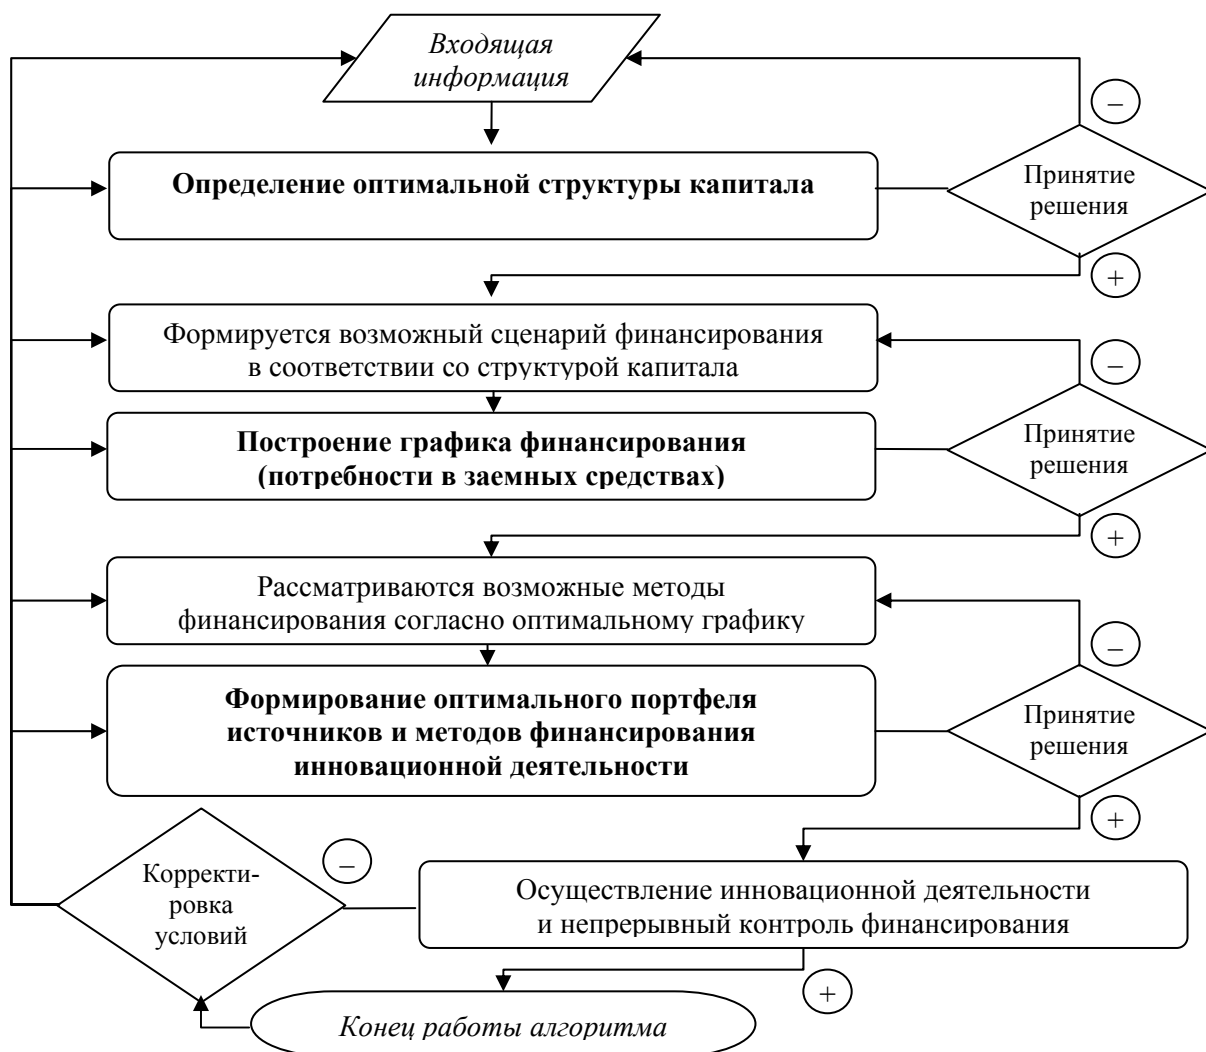 Входящая
информация
–
Определение оптимальной структуры капитала
Принятие
решения
+
Формируется возможный сценарий финансирования
в соответствии со структурой капитала
–
Построение графика финансирования
(потребности в заемных средствах)
Принятие
решения
+
Рассматриваются возможные методы
финансирования согласно оптимальному графику
–
Формирование оптимального портфеля
источников и методов финансирования
инновационной деятельности
Принятие
решения
+
Корректи-
ровка
условий
–
Осуществление инновационной деятельности
и непрерывный контроль финансирования
+
Конец работы алгоритма